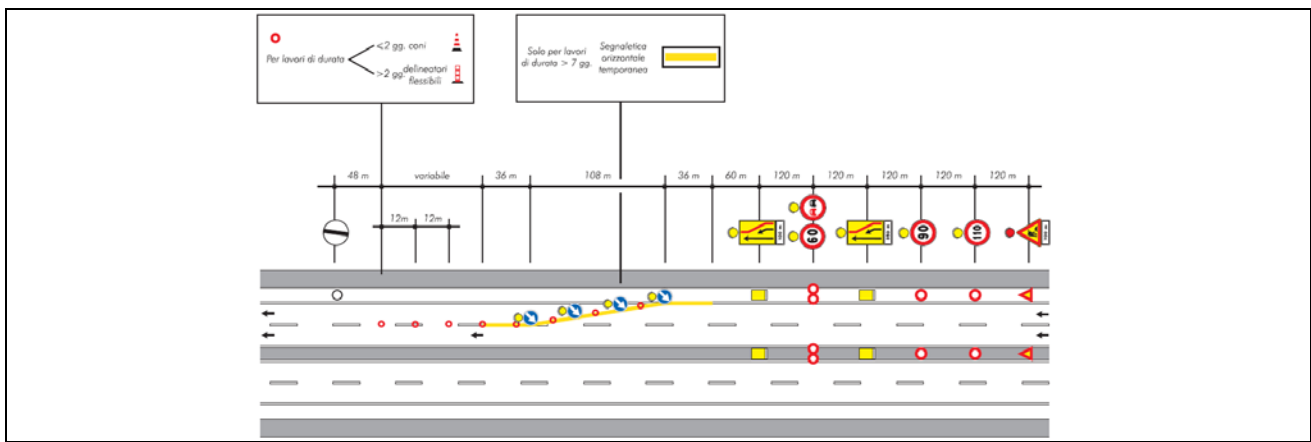 Per lavori di durata
≤2 gg. coni
>2 gg. delineatori
flessibili
Solo per lavori
di durata > 7 gg.
Segnaletica
orizzontale
temporanea
48 m
variabile
36 m
108 m
36 m
60 m
120 m
120 m
120 m
120 m
120 m
12m
12m
60
90
110